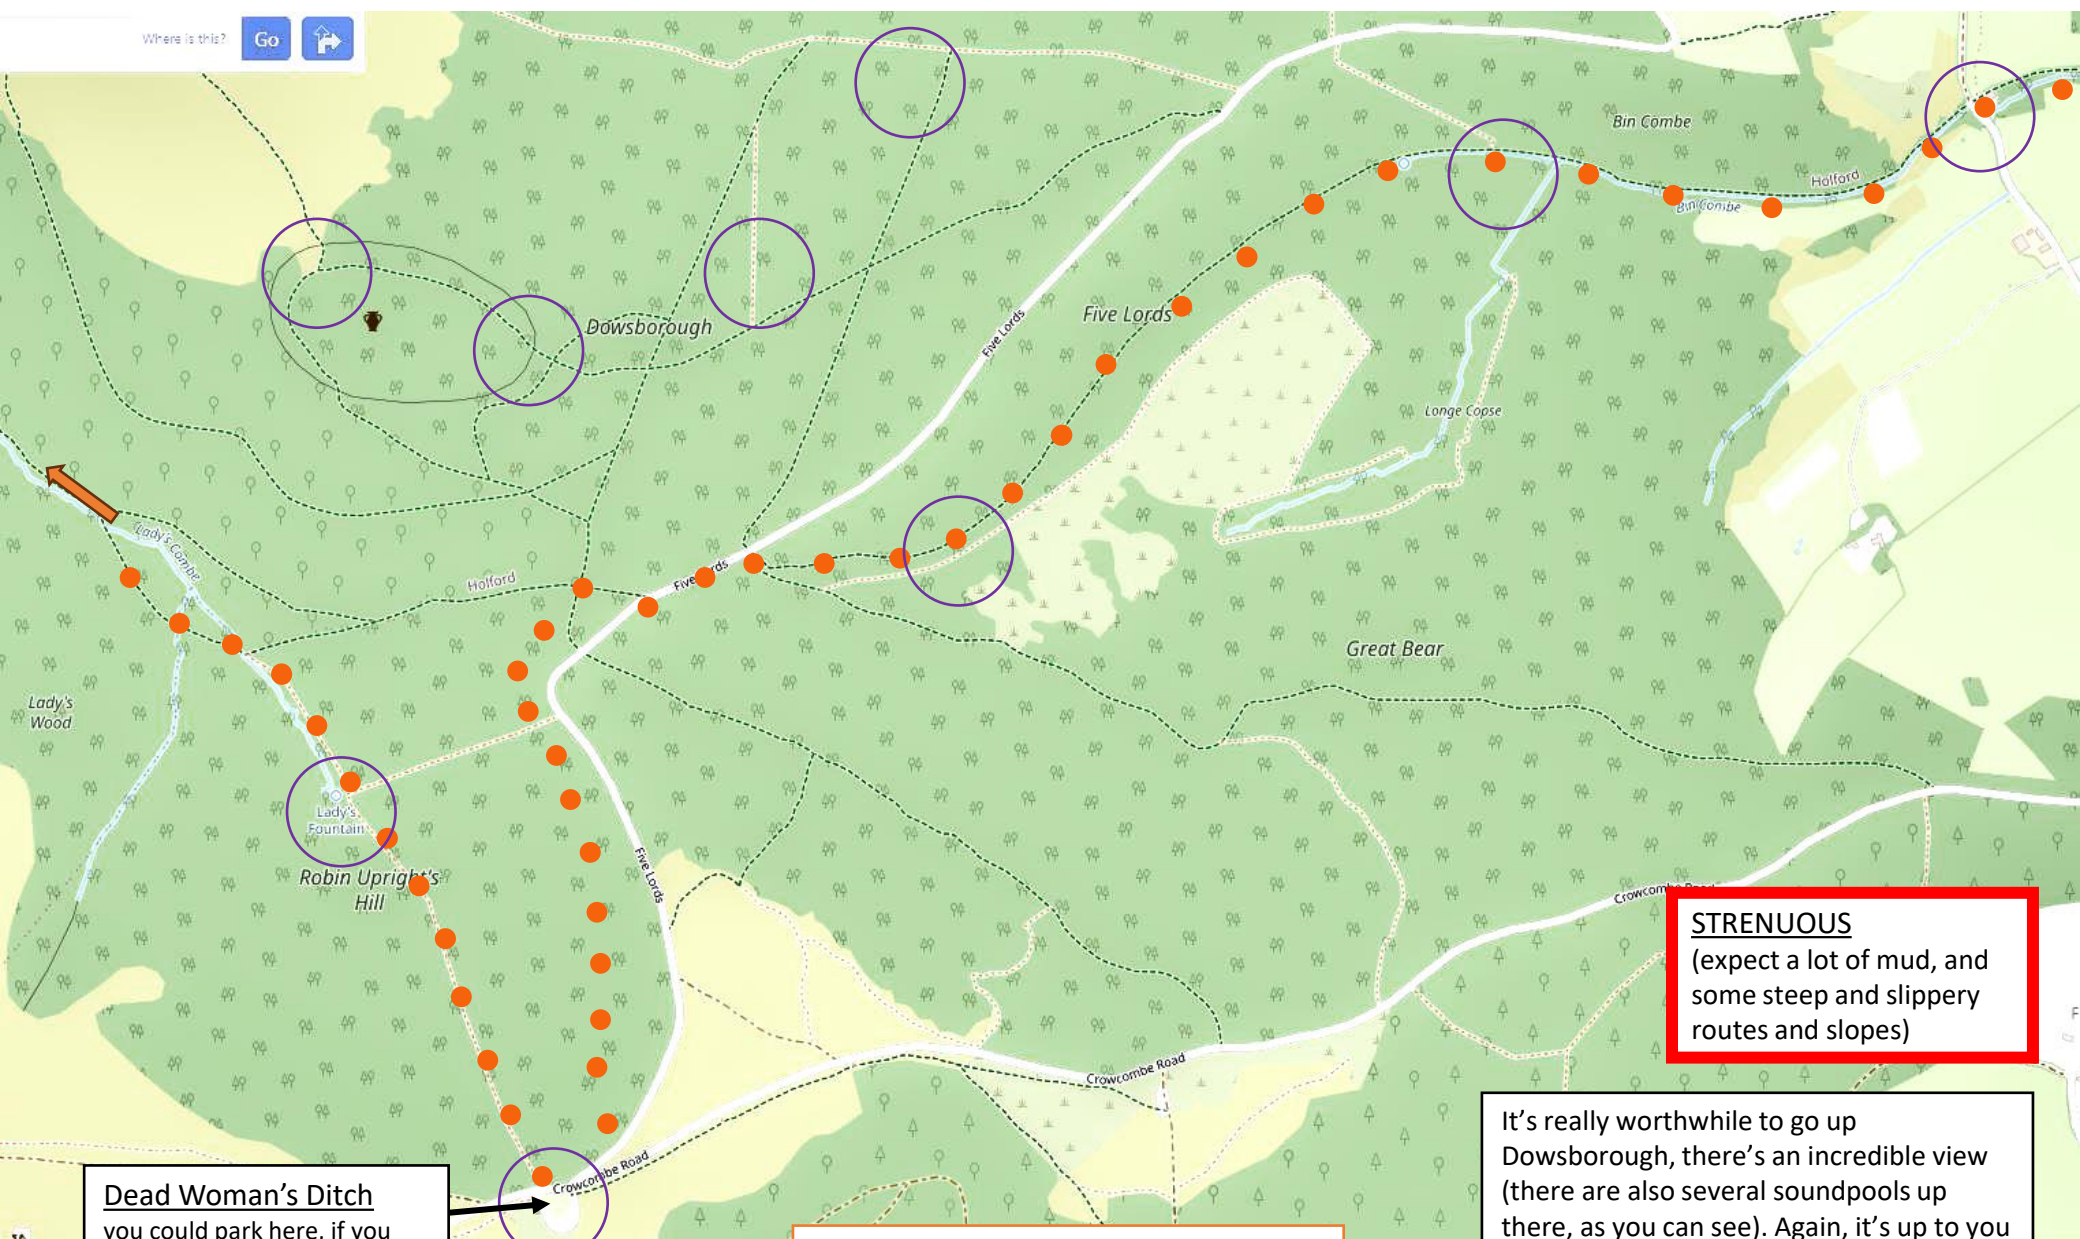 Where is this?
Go
Bin Combe
Holford
Bin Combe
Dowsborough
Five Lords
Five Lords
Longe Copse
Lady's Combe
Holford
Five Lords
Great Bear
Lady's
Wood
Lady's
Fountain
Robin Upright's
Hill
Five Lords
Crowcombe Road
Crowcombe Road
Crowcombe Road
STRENUOUS
(expect a lot of mud, and
some steep and slippery
routes and slopes)
Dead Woman’s Ditch
you could park here, if you
It’s really worthwhile to go up
Dowsborough, there’s an incredible view
(there are also several soundpools up
there, as you can see). Again, it’s up to you
F